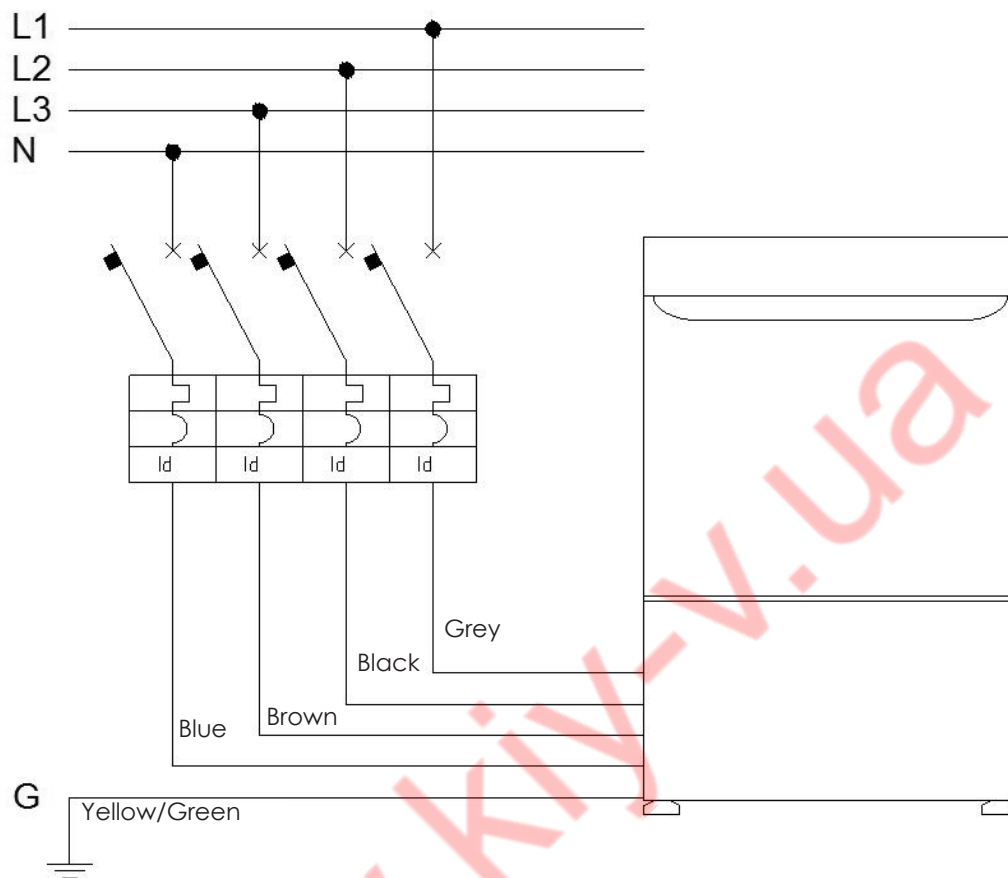 L1
L2
L3
N
Id Id Id Id
Grey
Black
Blue
Brown
G
Yellow/Green
kiy-v.ua